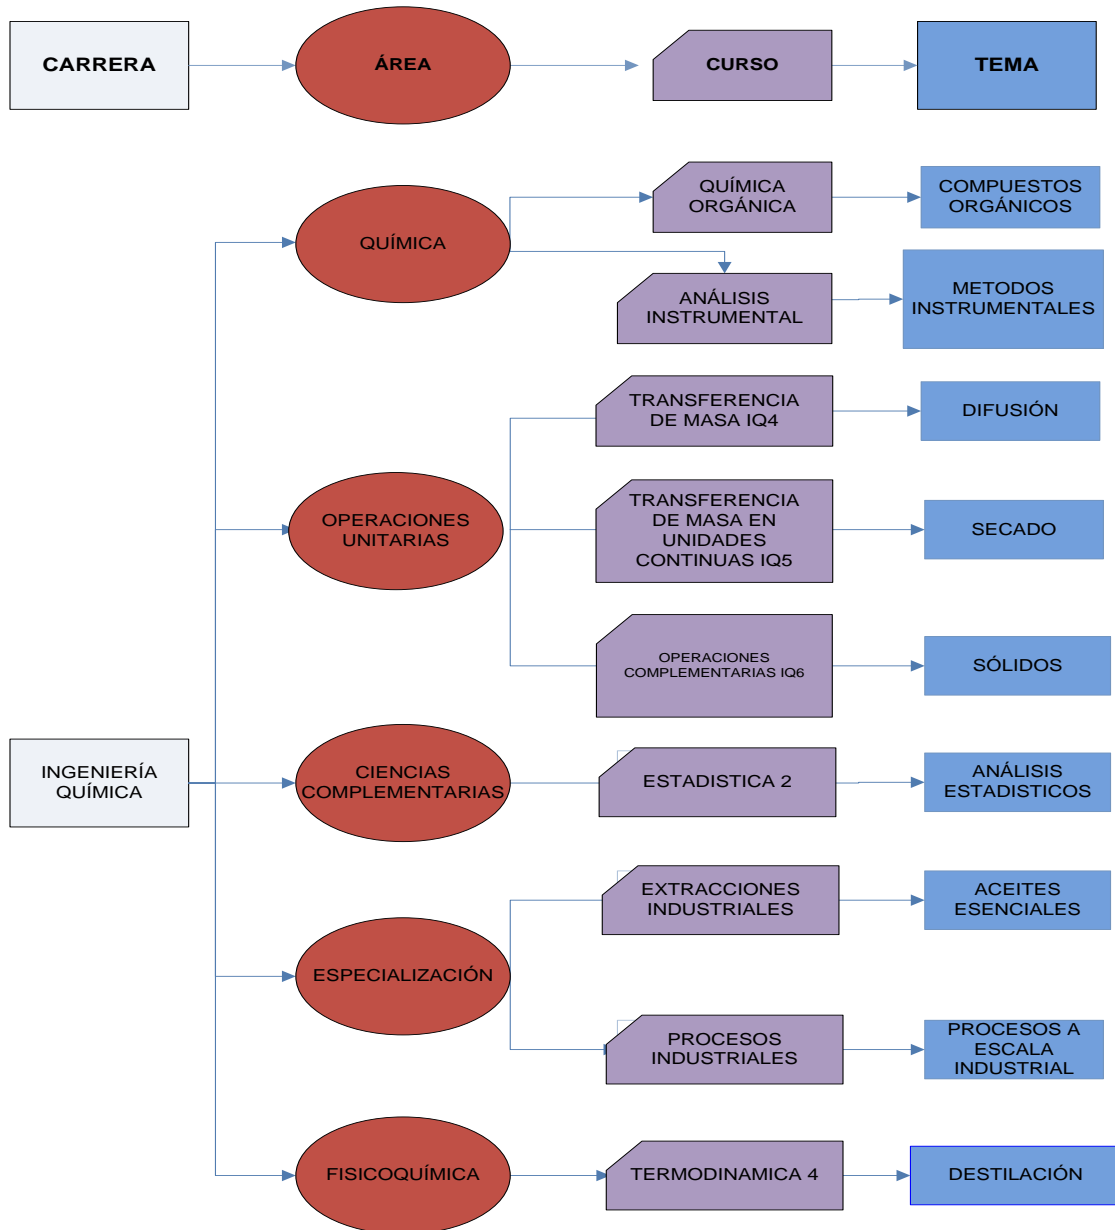 CARRERA
ÁREA
CURSO
TEMA
QUÍMICA
QUÍMICA
ORGÁNICA
COMPUESTOS
ORGÁNICOS
ANÁLISIS
INSTRUMENTAL
METODOS
INSTRUMENTALES
OPERACIONES
UNITARIAS
TRANSFERENCIA
DE MASA IQ4
DIFUSIÓN
TRANSFERENCIA
DE MASA EN
UNIDADES
CONTINUAS IQ5
SECADO
OPERACIONES
COMPLEMENTARIAS IQ6
SÓLIDOS
INGENIERÍA
QUÍMICA
CIENCIAS
COMPLEMENTARIAS
ESTADISTICA 2
ANÁLISIS
ESTADISTICOS
ESPECIALIZACIÓN
EXTRACCIONES
INDUSTRIALES
ACEITES
ESENCIALES
PROCESOS
INDUSTRIALES
PROCESOS A
ESCALA
INDUSTRIAL
FISICOQUÍMICA
TERMODINAMICA 4
DESTILACIÓN